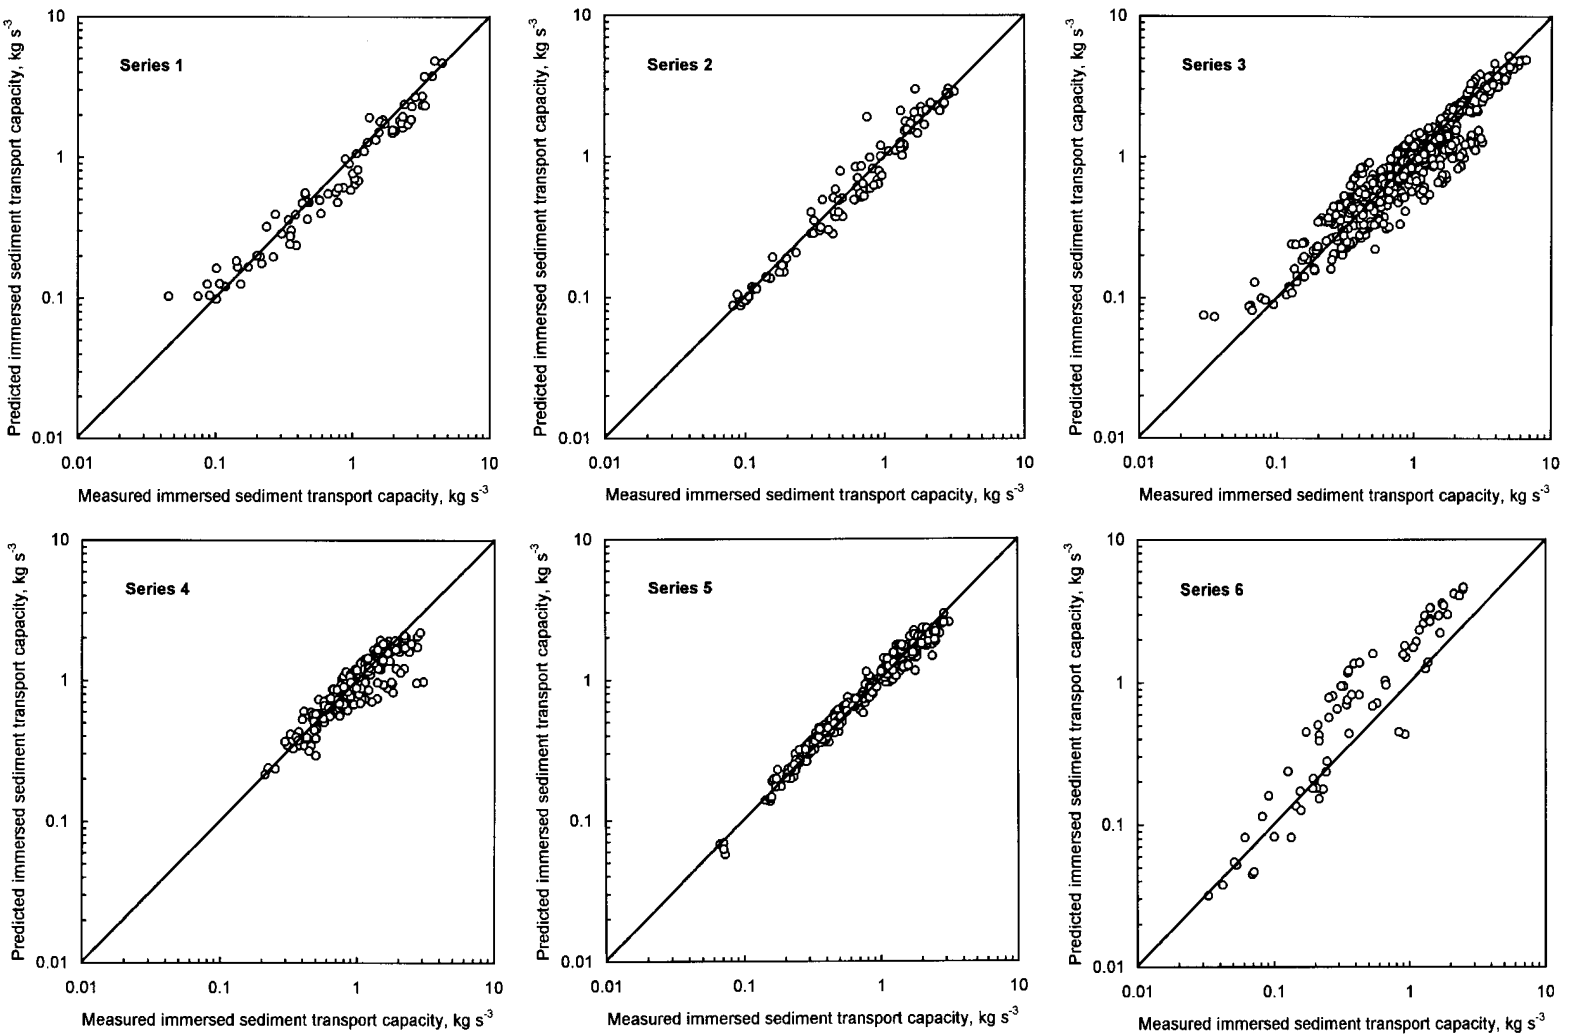 Series 1
Predicted immersed sediment transport capacity, kg s-3
10
1
0.1
0.01
0.01 0.1 1 10
Measured immersed sediment transport capacity, kg s-3
Series 2
Predicted immersed sediment transport capacity, kg s-3
10
1
0.1
0.01
0.01 0.1 1 10
Measured immersed sediment transport capacity, kg s-3
Series 3
Predicted immersed sediment transport capacity, kg s-3
10
1
0.1
0.01
0.01 0.1 1 10
Measured immersed sediment transport capacity, kg s-3
Series 4
Predicted immersed sediment transport capacity, kg s-3
10
1
0.1
0.01
0.01 0.1 1 10
Measured immersed sediment transport capacity, kg s-3
Series 5
Predicted immersed sediment transport capacity, kg s-3
10
1
0.1
0.01
0.01 0.1 1 10
Measured immersed sediment transport capacity, kg s-3
Series 6
Predicted immersed sediment transport capacity, kg s-3
10
1
0.1
0.01
0.01 0.1 1 10
Measured immersed sediment transport capacity, kg s-3